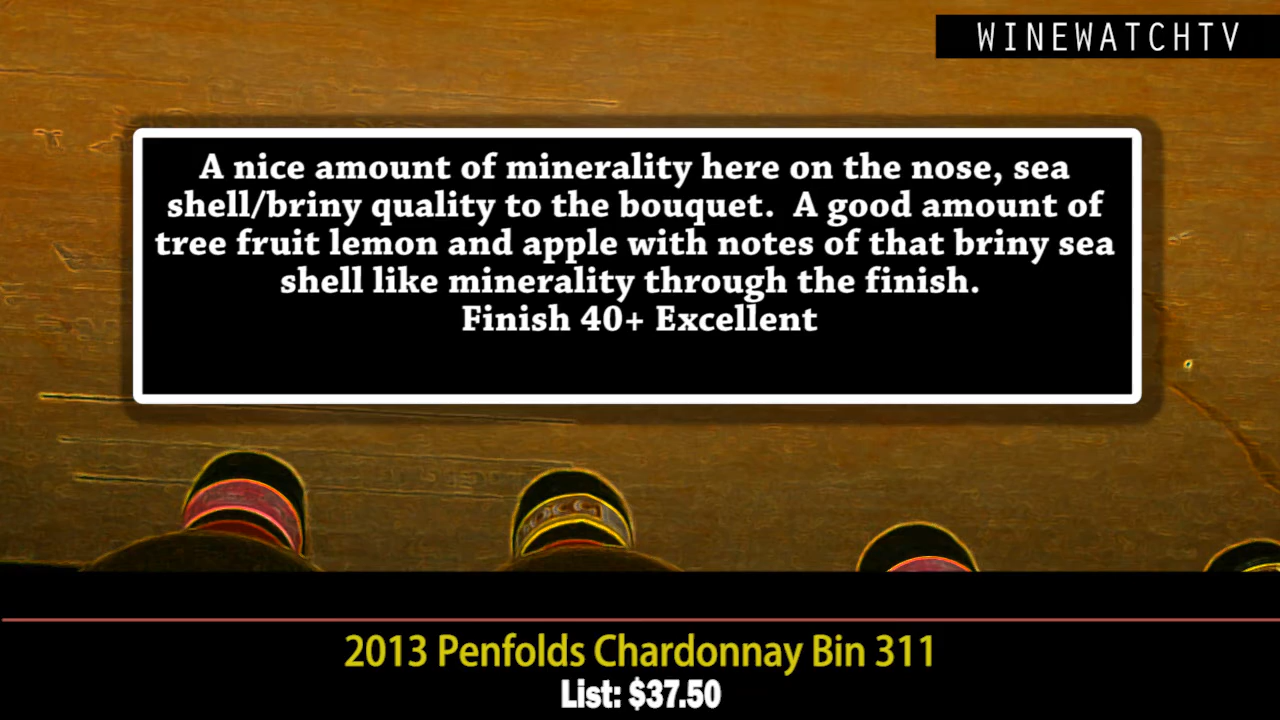 WINEWATCHTV
A nice amount of minerality here on the nose, sea
shell/briny quality to the bouquet.  A good amount of
tree fruit lemon and apple with notes of that briny sea
shell like minerality through the finish.
Finish 40+ Excellent
2013 Penfolds Chardonnay Bin 311
List: $37.50